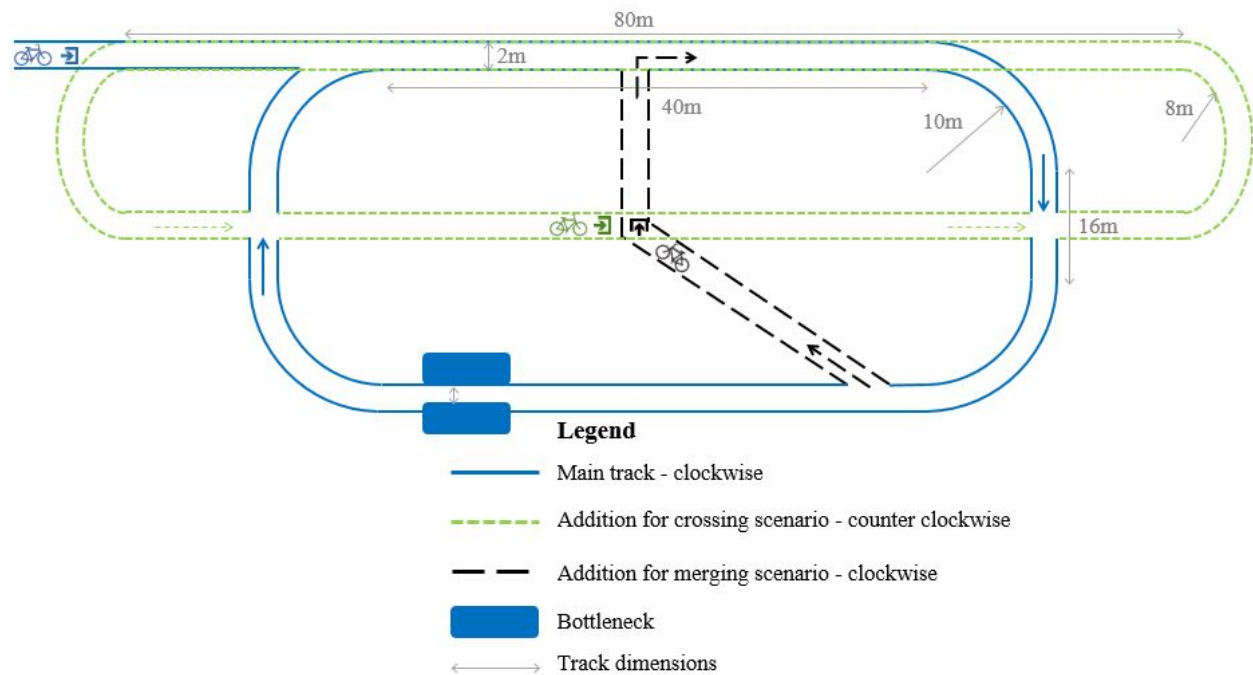 80m
2m
40m
10m
8m
16m
Legend
Main track - clockwise
Addition for crossing scenario - counter clockwise
Addition for merging scenario - clockwise
Bottleneck
Track dimensions